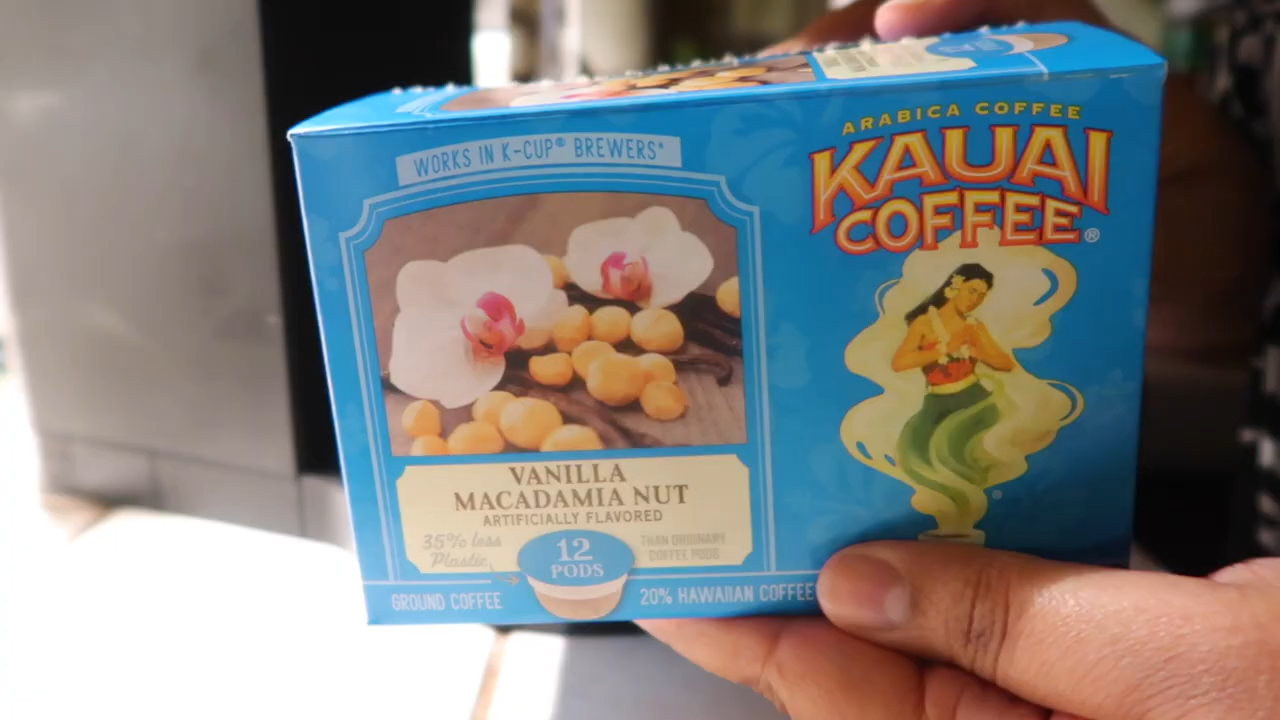 WORKS IN K-CUP® BREWERS*
ARABICA COFFEE
KAUAI
COFFEE®
VANILLA
MACADAMIA NUT
ARTIFICIALLY FLAVORED
35% less
Plastic
THAN ORDINARY
COFFEE PODS
12
PODS
GROUND COFFEE
20% HAWAIIAN COFFEE